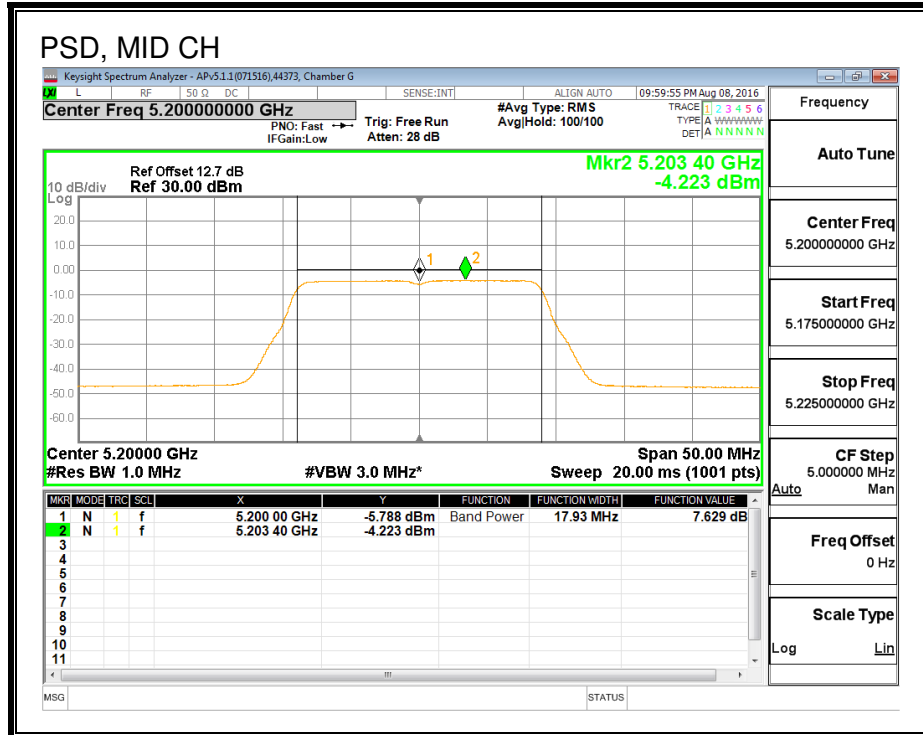 PSD, MID CH
Keysight Spectrum Analyzer - APv5.1.1(071516),44373, Chamber G
LXI L RF 50 Ω DC SENSE:INT ALIGN AUTO 09:59:55 PM Aug 08, 2016
Center Freq 5.200000000 GHz
PNO: Fast
IFGain:Low
Trig: Free Run
Atten: 28 dB
#Avg Type: RMS
Avg|Hold: 100/100
TRACE 1 2 3 4 5 6
TYPE A WWWWW
DET A N N N N N
Frequency
Auto Tune
Center Freq
5.200000000 GHz
Start Freq
5.175000000 GHz
Stop Freq
5.225000000 GHz
CF Step
5.000000 MHz
Auto Man
Freq Offset
0 Hz
Scale Type
Log Lin
Mkr2 5.203 40 GHz
-4.223 dBm
Ref Offset 12.7 dB
10 dB/div Ref 30.00 dBm
Log
20.0
10.0
0.00
-10.0
-20.0
-30.0
-40.0
-50.0
-60.0
1
2
Center 5.20000 GHz Span 50.00 MHz
#Res BW 1.0 MHz #VBW 3.0 MHz* Sweep 20.00 ms (1001 pts)
MKR MODE TRC SCL X Y FUNCTION FUNCTION WIDTH FUNCTION VALUE
1 N 1 f 5.200 00 GHz -5.788 dBm Band Power 17.93 MHz 7.629 dB
2 N 1 f 5.203 40 GHz -4.223 dBm
3
4
5
6
7
8
9
10
11
MSG STATUS